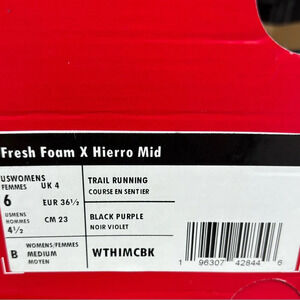 Fresh Foam X Hierro Mid
USWOMENS
FEMMES
6
UK 4
EUR 36½
USMENS
HOMMES
4½
CM 23
TRAIL RUNNING
COURSE EN SENTIER
BLACK PURPLE
NOIR VIOLET
B
WOMENS/FEMMES
MEDIUM
MOYEN
WTHIMCBK
1 96307 42844 6